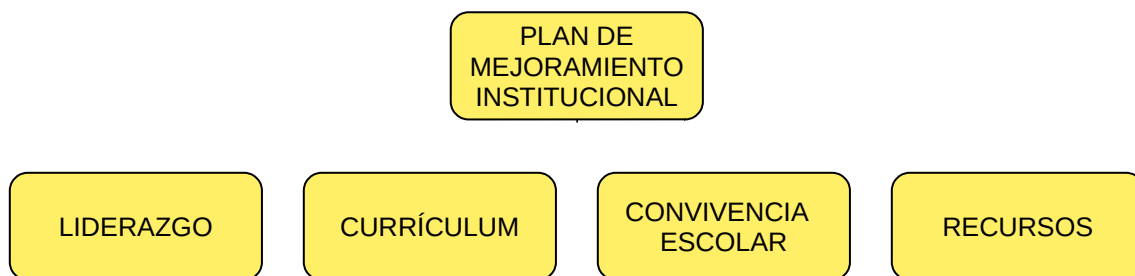 PLAN DE
MEJORAMIENTO
INSTITUCIONAL
LIDERAZGO
CURRÍCULUM
CONVIVENCIA
ESCOLAR
RECURSOS